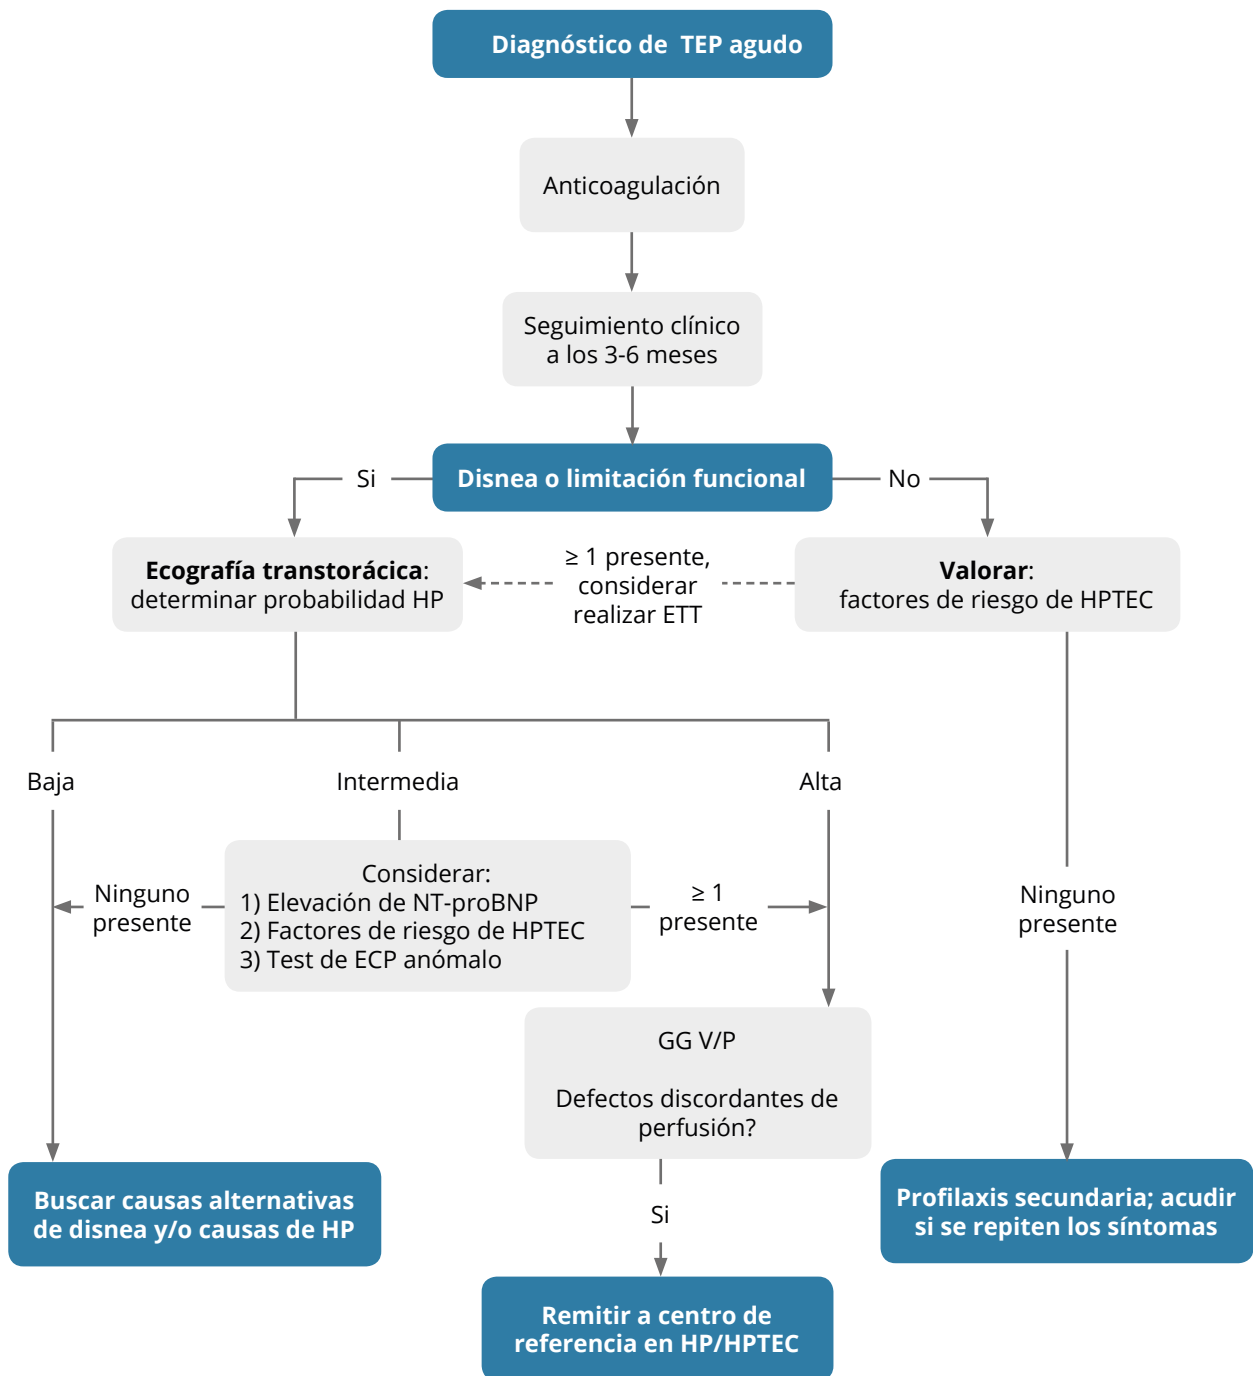 Diagnóstico de TEP agudo
Anticoagulación
Seguimiento clínico
a los 3-6 meses
Si
Disnea o limitación funcional
No
Ecografía transtorácica:
determinar probabilidad HP
≥ 1 presente,
considerar
realizar ETT
Valorar:
factores de riesgo de HPTEC
Baja
Intermedia
Alta
Ninguno
presente
Considerar:
1) Elevación de NT-proBNP
2) Factores de riesgo de HPTEC
3) Test de ECP anómalo
≥ 1
presente
Ninguno
presente
GG V/P
Defectos discordantes de
perfusión?
Buscar causas alternativas
de disnea y/o causas de HP
Si
Profilaxis secundaria; acudir
si se repiten los síntomas
Remitir a centro de
referencia en HP/HPTEC